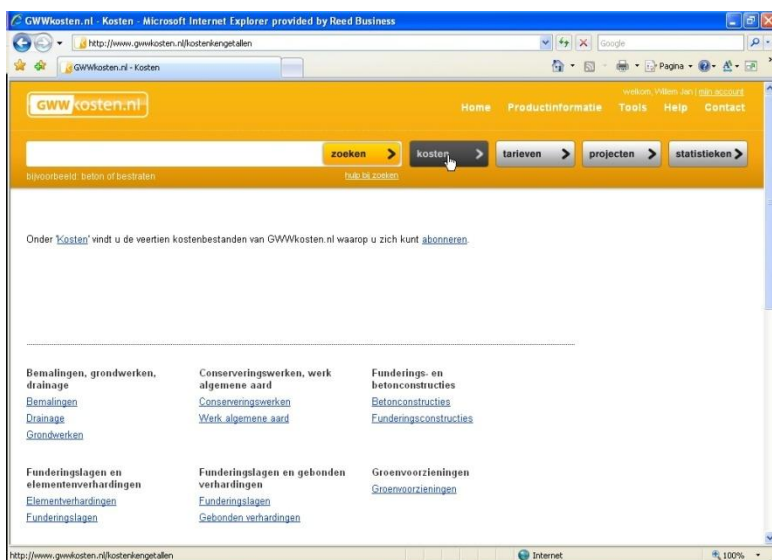 GWWkosten.nl - Kosten - Microsoft Internet Explorer provided by Reed Business
http://www.gwwkosten.nl/kostenkengetallen
Google
GWWkosten.nl - Kosten
Pagina
welkom, Willem Jan | mijn account
GWW kosten.nl
Home Productinformatie Tools Help Contact
zoeken kosten tarieven projecten statistieken
bijvoorbeeld: beton of bestraten hulp bij zoeken
Onder 'Kosten' vindt u de veertien kostenbestanden van GWWkosten.nl waarop u zich kunt abonneren.
Bemalingen, grondwerken, drainage
Bemalingen
Drainage
Grondwerken
Conserveringswerken, werk algemene aard
Conserveringswerken
Werk algemene aard
Funderings- en betonconstructies
Betonconstructies
Funderingsconstructies
Funderingslagen en elementenverhardingen
Elementverhardingen
Funderingslagen
Funderingslagen en gebonden verhardingen
Funderingslagen
Gebonden verhardingen
Groenvoorzieningen
Groenvoorzieningen
http://www.gwwkosten.nl/kostenkengetallen
Internet
100%